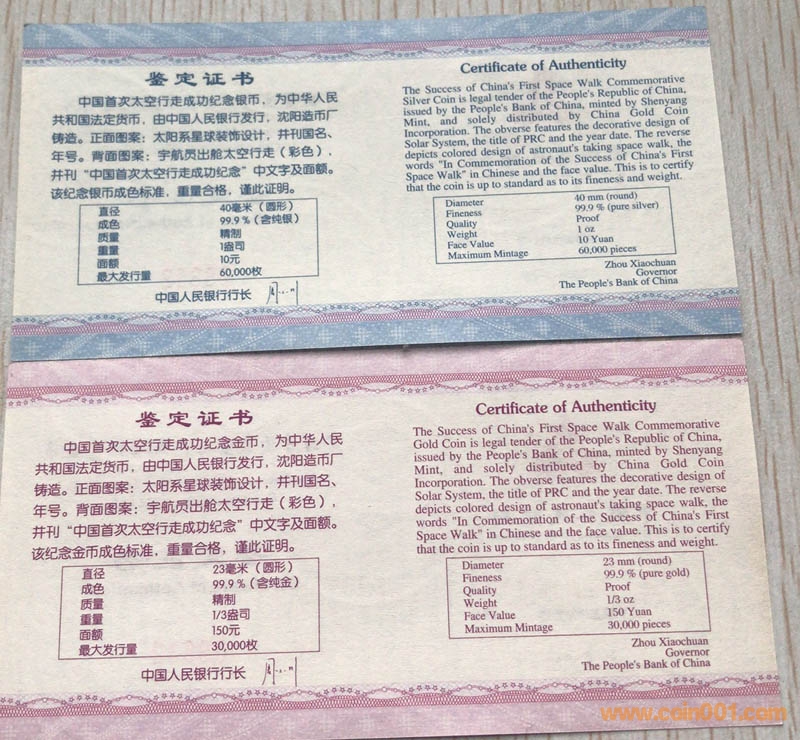 鉴定证书
中国首次太空行走成功纪念银币，为中华人民
共和国法定货币，由中国人民银行发行，沈阳造币厂
铸造。正面图案：太阳系星球装饰设计，并刊国名、
年号。背面图案：宇航员出舱太空行走（彩色），
并刊“中国首次太空行走成功纪念”中文字及面额。
该纪念银币成色标准，重量合格，谨此证明。
直径 40毫米（圆形）
成色 99.9％（含纯银）
质量 精制
重量 1盎司
面额 10元
最大发行量 60,000枚
中国人民银行行长
Certificate of Authenticity
The Success of China's First Space Walk Commemorative
Silver Coin is legal tender of the People's Republic of China,
issued by the People's Bank of China, minted by Shenyang
Mint, and solely distributed by China Gold Coin
Incorporation. The obverse features the decorative design of
Solar System, the title of PRC and the year date. The reverse
depicts colored design of astronaut's taking space walk, the
words "In Commemoration of the Success of China's First
Space Walk" in Chinese and the face value. This is to certify
that the coin is up to standard as to its fineness and weight.
Diameter 40 mm (round)
Fineness 99.9 % (pure silver)
Quality Proof
Weight 1 oz
Face Value 10 Yuan
Maximum Mintage 60,000 pieces
Zhou Xiaochuan
Governor
The People's Bank of China
鉴定证书
中国首次太空行走成功纪念金币，为中华人民
共和国法定货币，由中国人民银行发行，沈阳造币厂
铸造。正面图案：太阳系星球装饰设计，并刊国名、
年号。背面图案：宇航员出舱太空行走（彩色），
并刊“中国首次太空行走成功纪念”中文字及面额。
该纪念金币成色标准，重量合格，谨此证明。
直径 23毫米（圆形）
成色 99.9％（含纯金）
质量 精制
重量 1/3盎司
面额 150元
最大发行量 30,000枚
中国人民银行行长
Certificate of Authenticity
The Success of China's First Space Walk Commemorative
Gold Coin is legal tender of the People's Republic of China,
issued by the People's Bank of China, minted by Shenyang
Mint, and solely distributed by China Gold Coin
Incorporation. The obverse features the decorative design of
Solar System, the title of PRC and the year date. The reverse
depicts colored design of astronaut's taking space walk, the
words "In Commemoration of the Success of China's First
Space Walk" in Chinese and the face value. This is to certify
that the coin is up to standard as to its fineness and weight.
Diameter 23 mm (round)
Fineness 99.9 % (pure gold)
Quality Proof
Weight 1/3 oz
Face Value 150 Yuan
Maximum Mintage 30,000 pieces
Zhou Xiaochuan
Governor
The People's Bank of China
www.coin001.com